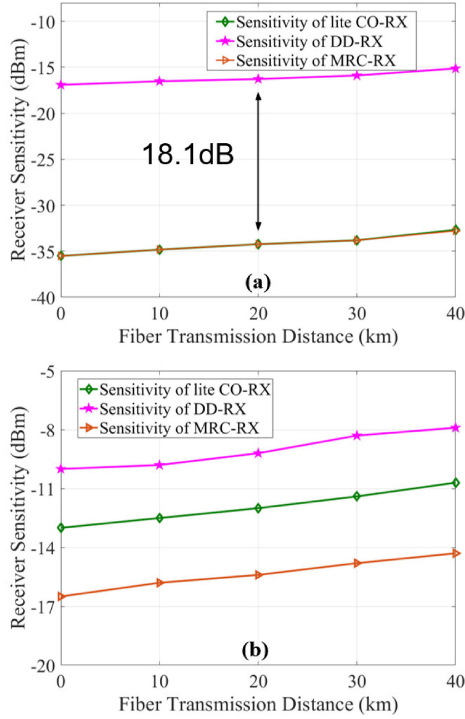 -10
-15
-20
-25
-30
-35
-40
Receiver Sensitivity (dBm)
Sensitivity of lite CO-RX
Sensitivity of DD-RX
Sensitivity of MRC-RX
18.1dB
(a)
0 10 20 30 40
Fiber Transmission Distance (km)
-5
-8
-11
-14
-17
-20
Receiver Sensitivity (dBm)
Sensitivity of lite CO-RX
Sensitivity of DD-RX
Sensitivity of MRC-RX
(b)
0 10 20 30 40
Fiber Transmission Distance (km)